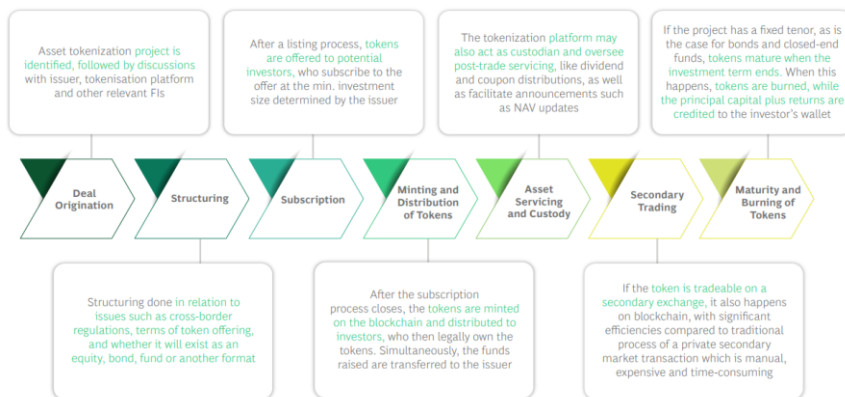 Asset tokenization project is
identified, followed by discussions
with issuer, tokenisation platform
and other relevant FIs
After a listing process, tokens
are offered to potential
investors, who subscribe to the
offer at the min. investment
size determined by the issuer
The tokenization platform may
also act as custodian and oversee
post-trade servicing, like dividend
and coupon distributions, as well
as facilitate announcements such
as NAV updates
If the project has a fixed tenor, as is
the case for bonds and closed-end
funds, tokens mature when the
investment term ends. When this
happens, tokens are burned, while
the principal capital plus returns are
credited to the investor's wallet
Deal
Origination
Structuring
Subscription
Minting and
Distribution
of Tokens
Asset
Servicing
and Custody
Secondary
Trading
Maturity and
Burning of
Tokens
Structuring done in relation to
issues such as cross-border
regulations, terms of token offering,
and whether it will exist as an
equity, bond, fund or another format
After the subscription
process closes, the tokens are minted
on the blockchain and distributed to
investors, who then legally own the
tokens. Simultaneously, the funds
raised are transferred to the issuer
If the token is tradeable on a
secondary exchange, it also happens
on blockchain, with significant
efficiencies compared to traditional
process of a private secondary
market transaction which is manual,
expensive and time-consuming